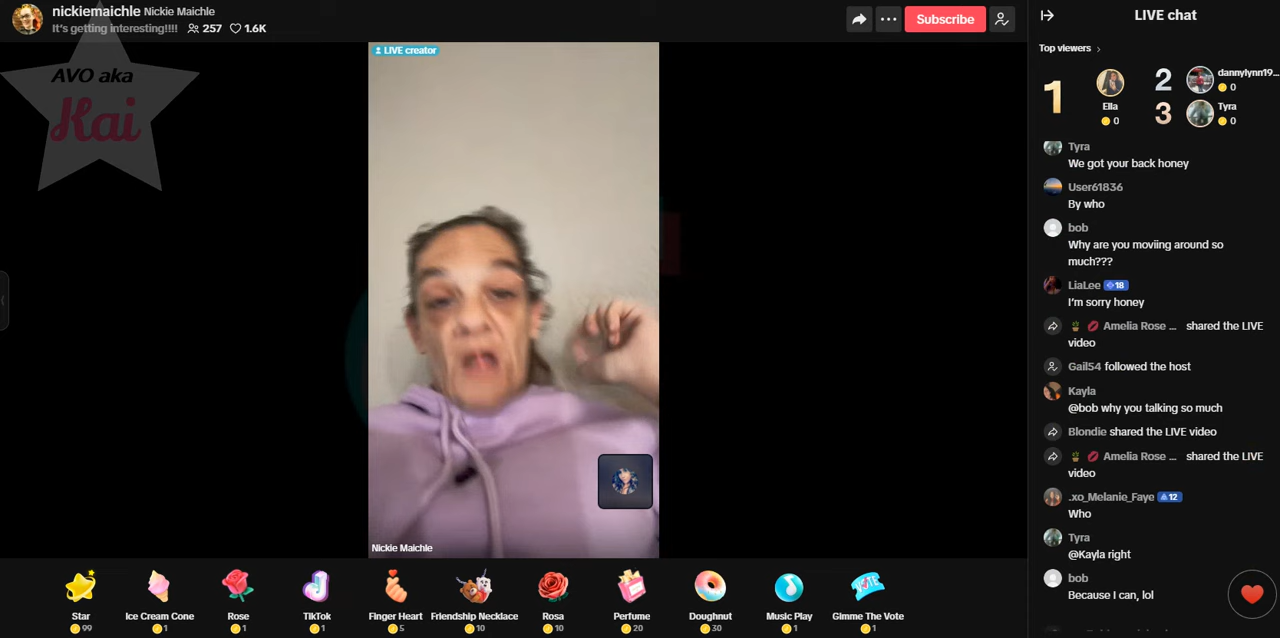 nickiemaichle Nickie Maichle
It's getting interesting!!!! 257 1.6K
Subscribe
AVO aka
Kai
LIVE creator
Nickie Maichle
Star
99
Ice Cream Cone
1
Rose
1
TikTok
1
Finger Heart
5
Friendship Necklace
10
Rosa
10
Perfume
20
Doughnut
30
Music Play
1
VOTE
Gimme The Vote
1
LIVE chat
Top viewers
1
Ella
0
2
dannylynn19...
0
3
Tyra
0
Tyra
We got your back honey
User61836
By who
bob
Why are you moviing around so
much???
LiaLee 18
I'm sorry honey
Amelia Rose ... shared the LIVE
video
Gail54 followed the host
Kayla
@bob why you talking so much
Blondie shared the LIVE video
Amelia Rose ... shared the LIVE
video
.xo_Melanie_Faye 12
Who
Tyra
@Kayla right
bob
Because I can, lol